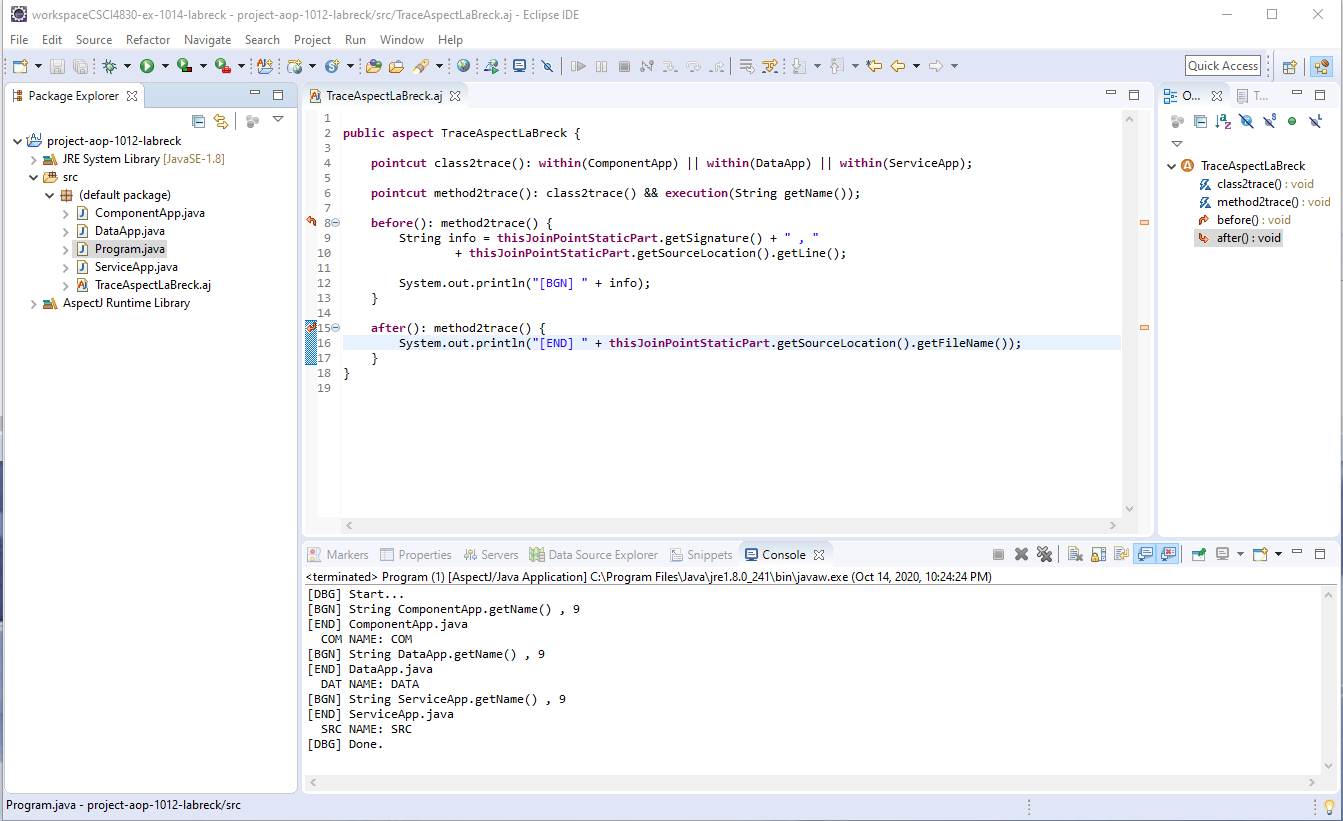 workspaceCSCI4830-ex-1014-labreck - project-aop-1012-labreck/src/TraceAspectLaBreck.aj - Eclipse IDE
File Edit Source Refactor Navigate Search Project Run Window Help
Quick Access
Package Explorer
project-aop-1012-labreck
JRE System Library [JavaSE-1.8]
src
(default package)
ComponentApp.java
DataApp.java
Program.java
ServiceApp.java
TraceAspectLaBreck.aj
AspectJ Runtime Library
TraceAspectLaBreck.aj
1
2 public aspect TraceAspectLaBreck {
3
4 pointcut class2trace(): within(ComponentApp) || within(DataApp) || within(ServiceApp);
5
6 pointcut method2trace(): class2trace() && execution(String getName());
7
8 before(): method2trace() {
9 String info = thisJoinPointStaticPart.getSignature() + " , "
10 + thisJoinPointStaticPart.getSourceLocation().getLine();
11
12 System.out.println("[BGN] " + info);
13 }
14
15 after(): method2trace() {
16 System.out.println("[END] " + thisJoinPointStaticPart.getSourceLocation().getFileName());
17 }
18 }
19
O... T...
TraceAspectLaBreck
class2trace() : void
method2trace() : void
before() : void
after() : void
Markers Properties Servers Data Source Explorer Snippets Console
<terminated> Program (1) [AspectJ/Java Application] C:\Program Files\Java\jre1.8.0_241\bin\javaw.exe (Oct 14, 2020, 10:24:24 PM)
[DBG] Start...
[BGN] String ComponentApp.getName() , 9
[END] ComponentApp.java
COM NAME: COM
[BGN] String DataApp.getName() , 9
[END] DataApp.java
DAT NAME: DATA
[BGN] String ServiceApp.getName() , 9
[END] ServiceApp.java
SRC NAME: SRC
[DBG] Done.
Program.java - project-aop-1012-labreck/src